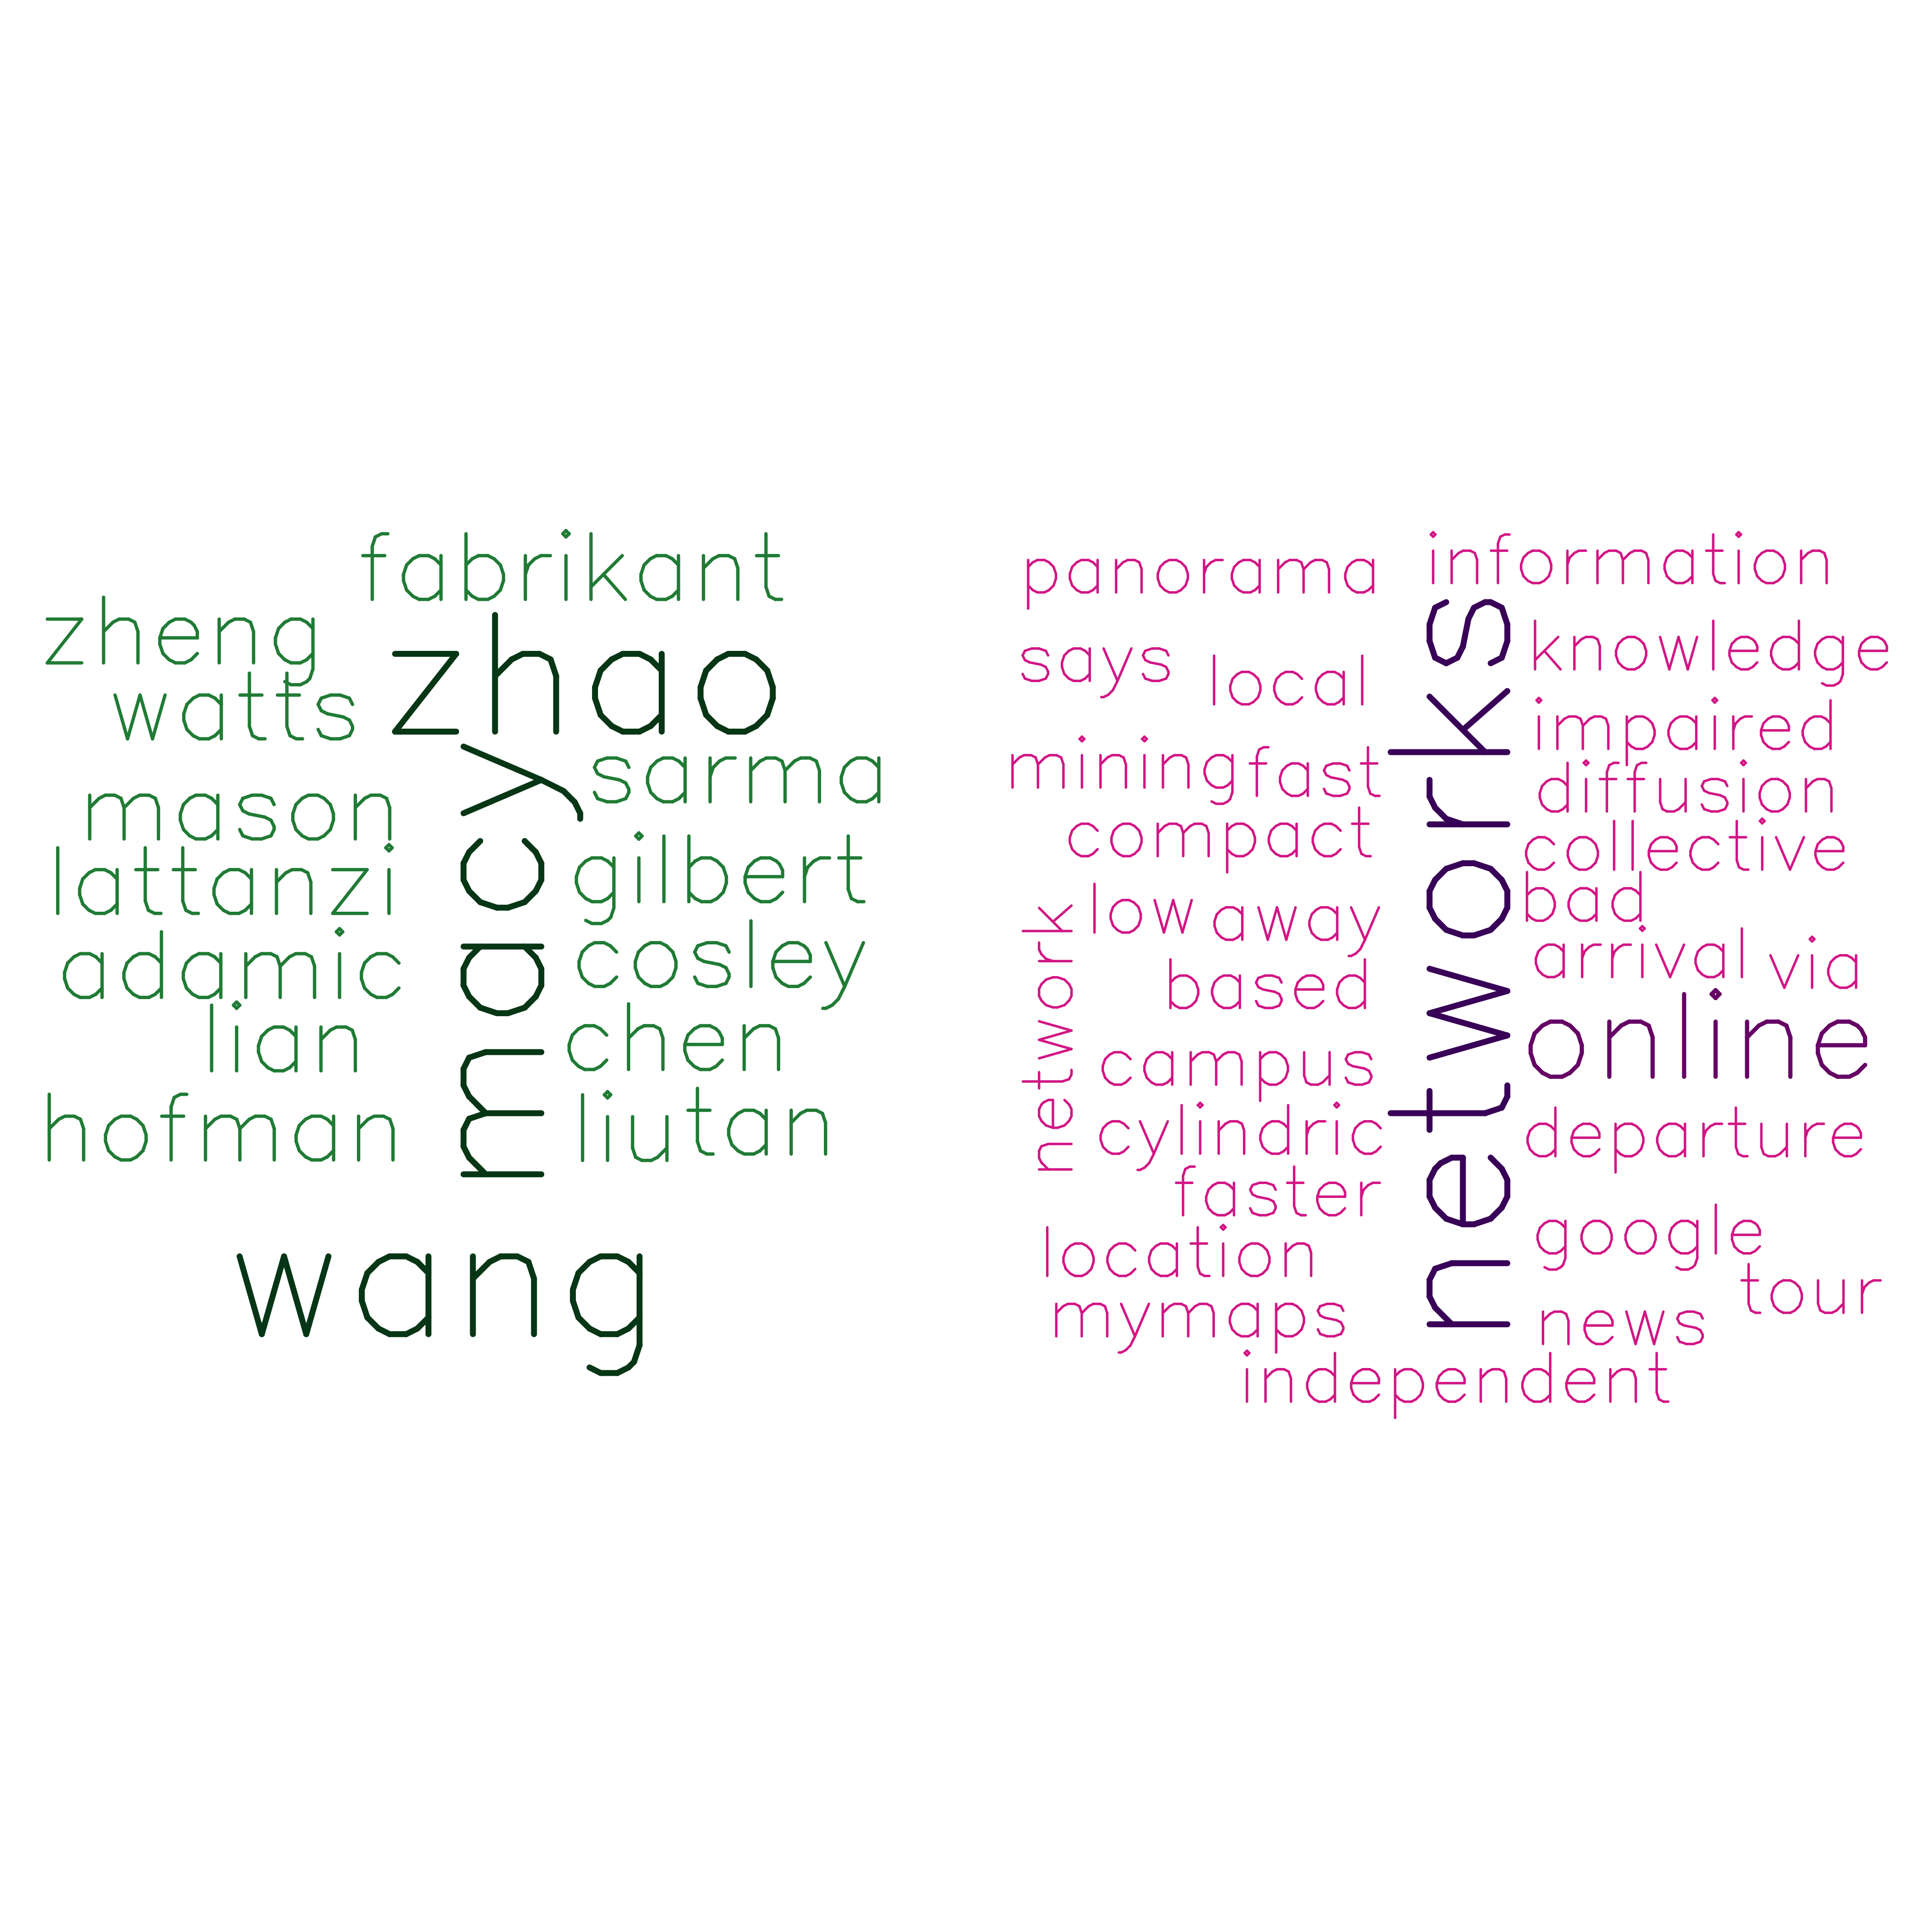 fabrikant
zheng
zhao
watts
macy
sarma
mason
gilbert
lattanzi
cosley
adamic
lian
chen
hofman
liu
tan
wang
panorama
information
says
local
knowledge
networks
impaired
mining
fast
diffusion
compact
collective
bad
low
away
network
arrival
via
based
online
campus
cylindric
departure
faster
location
google
tour
mymaps
news
independent